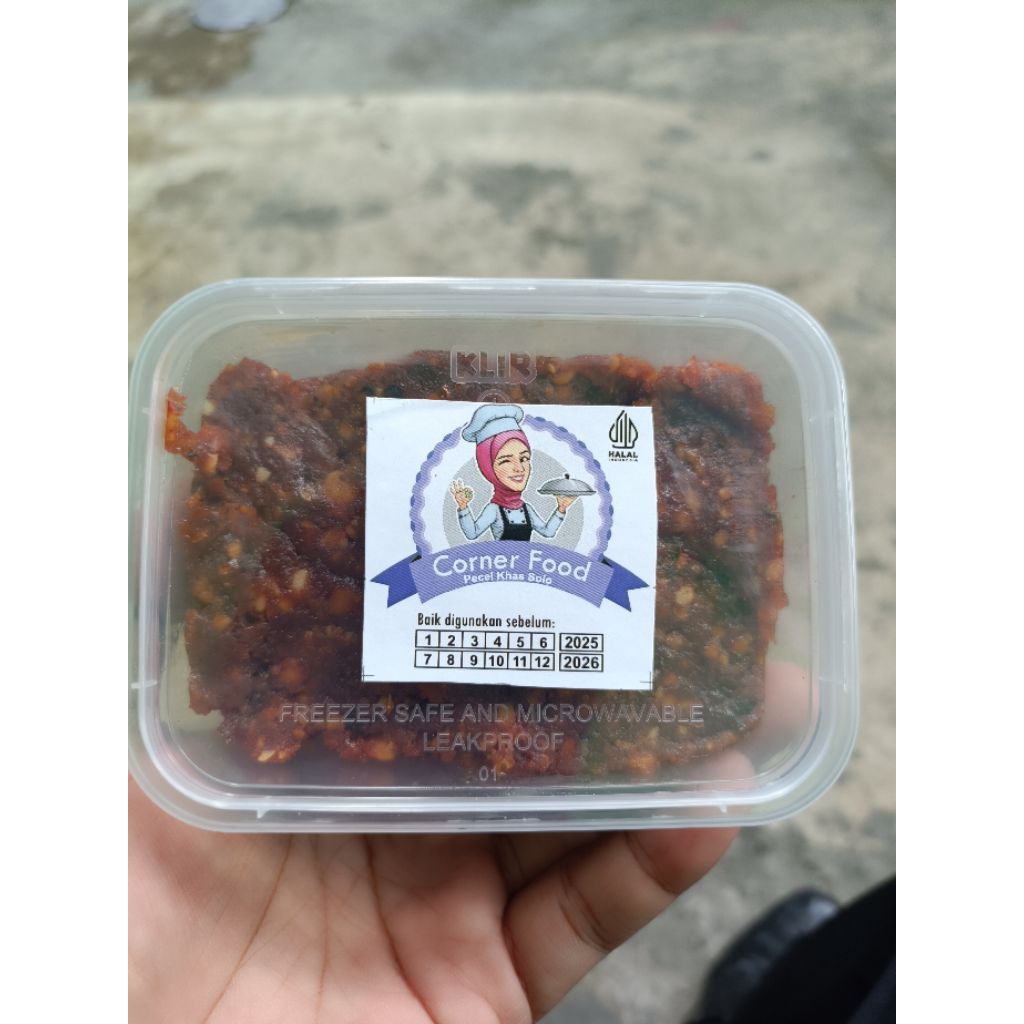 KLIR
HALAL
INDONESIA
Corner Food
Pecel Khas Solo
Baik digunakan sebelum:
1 2 3 4 5 6 2025
7 8 9 10 11 12 2026
FREEZER SAFE AND MICROWAVABLE
LEAKPROOF
01